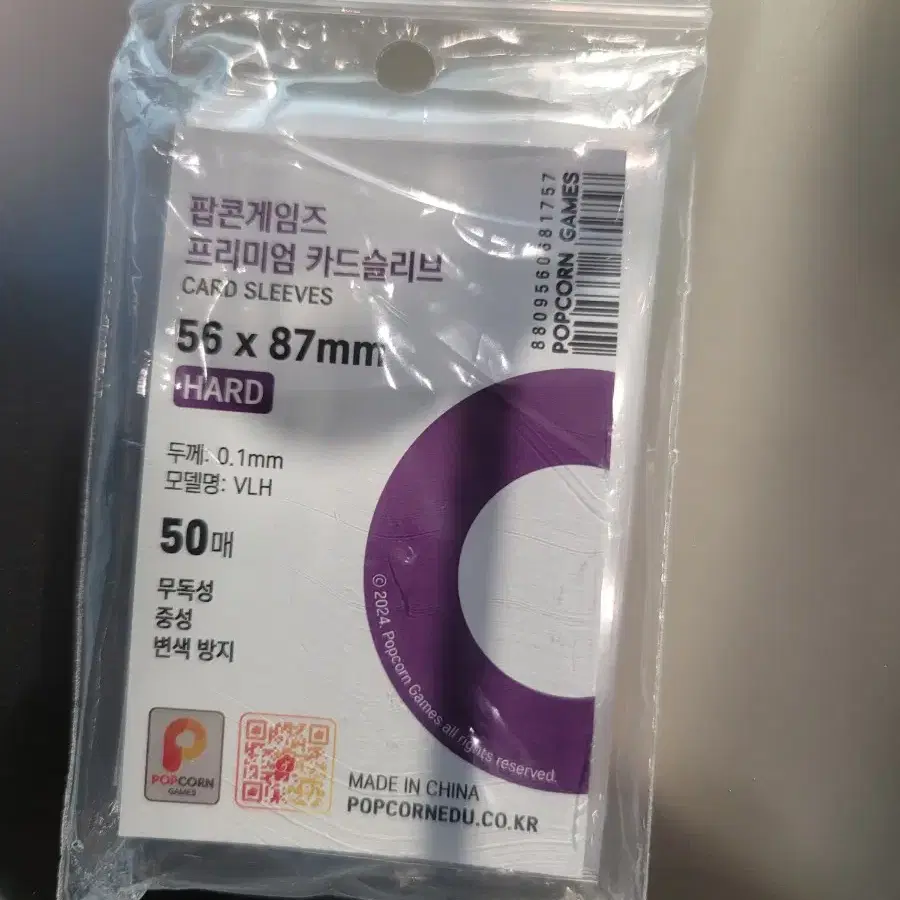 팝콘게임즈
프리미엄 카드슬리브
CARD SLEEVES
56 x 87mm
HARD
두께: 0.1mm
모델명: VLH
50매
무독성
중성
변색 방지
8809560681757
POPCORN GAMES
© 2024. Popcorn Games all rights reserved.
POPCORN
GAMES
MADE IN CHINA
POPCORNEDU.CO.KR